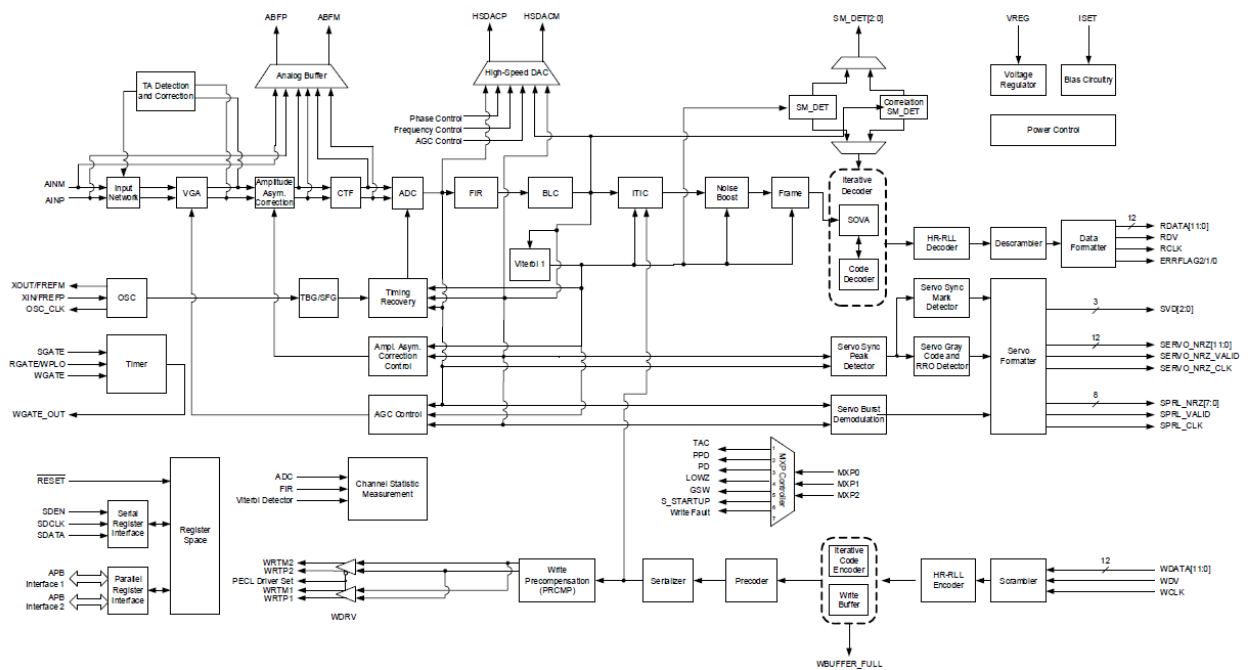 ABFP
ABFM
HSDACP
HSDACM
SM_DET[2:0]
VREG
ISET
TA Detection
and Correction
Analog Buffer
High-Speed DAC
Voltage
Regulator
Bias Circuitry
SM_DET
Correlation
SM_DET
Phase Control
Frequency Control
AGC Control
Power Control
AINM
AINP
Input
Network
VGA
Amplitude
Asym.
Correction
CTF
ADC
FIR
BLC
ITIC
Noise
Boost
Frame
Iterative
Decoder
SOVA
Code
Decoder
HR-RLL
Decoder
Descrambler
Data
Formatter
12
RDATA[11:0]
RDV
RCLK
ERRFLAG2/1/0
Viterbi 1
XOUT/FREFM
XIN/FREFP
OSC_CLK
OSC
TBG/SFG
Timing
Recovery
Servo Sync
Mark
Detector
3
SVD[2:0]
SGATE
RGATE/WPLO
WGATE
Timer
WGATE_OUT
Ampl. Asym.
Correction
Control
Servo Sync
Peak
Detector
Servo Gray
Code and
RRO Detector
Servo
Formatter
12
SERVO_NRZ[11:0]
SERVO_NRZ_VALID
SERVO_NRZ_CLK
AGC Control
Servo Burst
Demodulation
8
SPRL_NRZ[7:0]
SPRL_VALID
SPRL_CLK
RESET
SDEN
SDCLK
SDATA
Serial
Register
Interface
Register
Space
APB
Interface 1
APB
Interface 2
Parallel
Register
Interface
ADC
FIR
Viterbi Detector
Channel Statistic
Measurement
TAC
PPD
PD
LOWZ
GSW
S_STARTUP
Write Fault
1
2
3
4
5
6
7
MXP Controller
MXP0
MXP1
MXP2
WRTM2
WRTP2
PECL Driver Set
WRTM1
WRTP1
WDRV
Write
Precompensation
(PRCMP)
Serializer
Precoder
Iterative
Code
Encoder
Write
Buffer
WBUFFER_FULL
HR-RLL
Encoder
Scrambler
12
WDATA[11:0]
WDV
WCLK